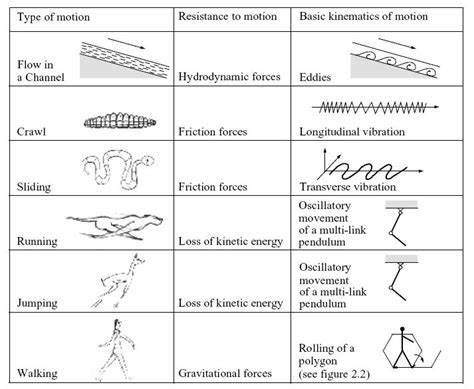 Type of motion
Resistance to motion
Basic kinematics of motion
Flow in
a Channel
Hydrodynamic forces
Eddies
Crawl
Friction forces
Longitudinal vibration
Sliding
Friction forces
Transverse vibration
Running
Loss of kinetic energy
Oscillatory
movement
of a multi-link
pendulum
Jumping
Loss of kinetic energy
Oscillatory
movement
of a multi-link
pendulum
Walking
Gravitational forces
Rolling of a
polygon
(see figure 2.2)